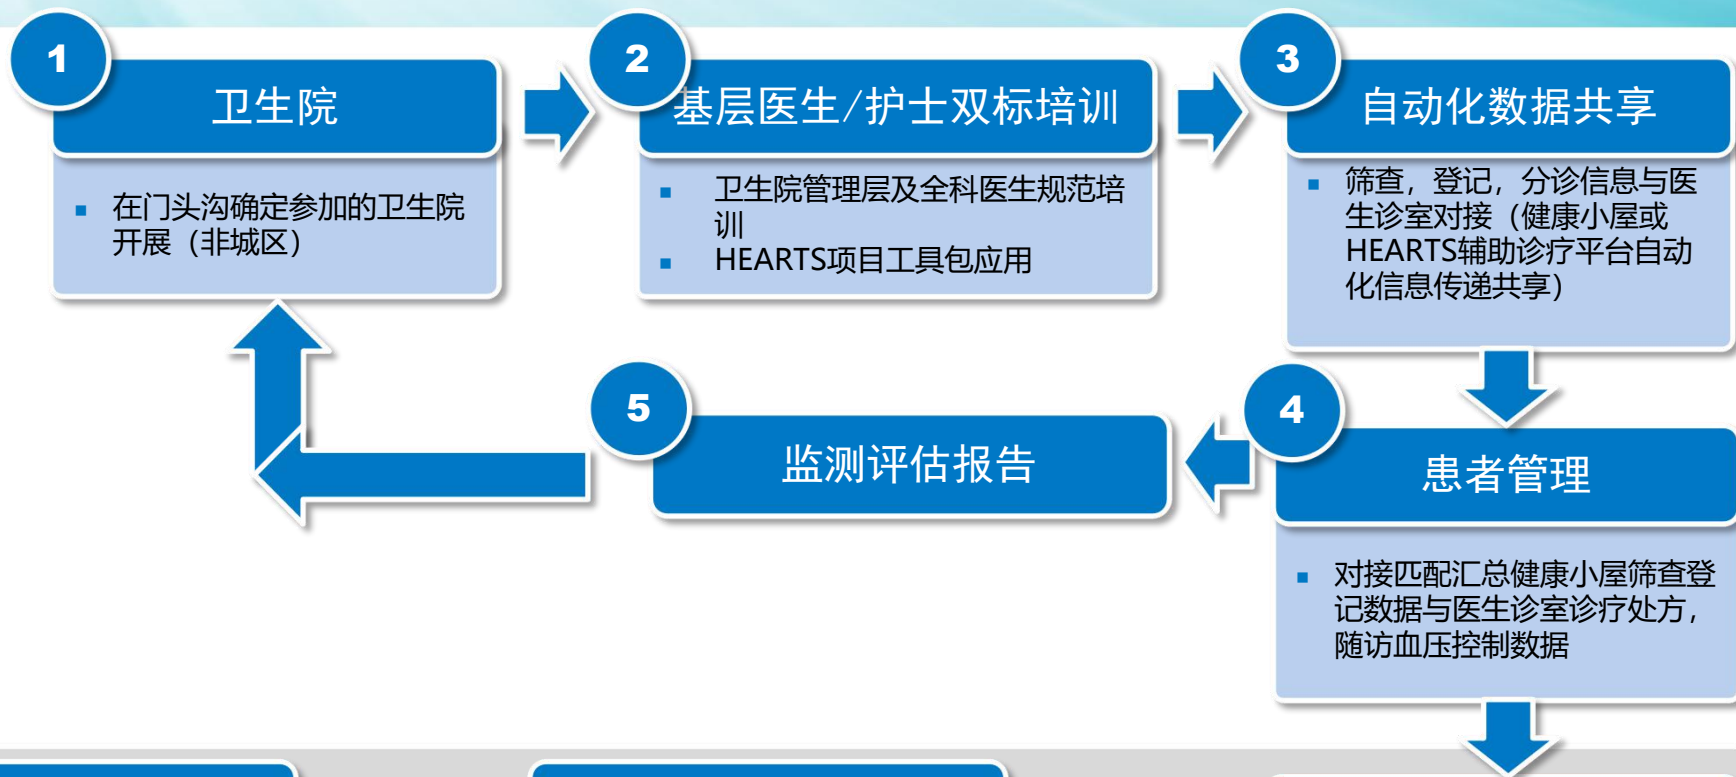 1
卫生院
在门头沟确定参加的卫生院
开展（非城区）
2
基层医生/护士双标培训
卫生院管理层及全科医生规范培
训
HEARTS项目工具包应用
3
自动化数据共享
筛查，登记，分诊信息与医
生诊室对接（健康小屋或
HEARTS辅助诊疗平台自动
化信息传递共享）
4
患者管理
对接匹配汇总健康小屋筛查登
记数据与医生诊室诊疗处方，
随访血压控制数据
5
监测评估报告